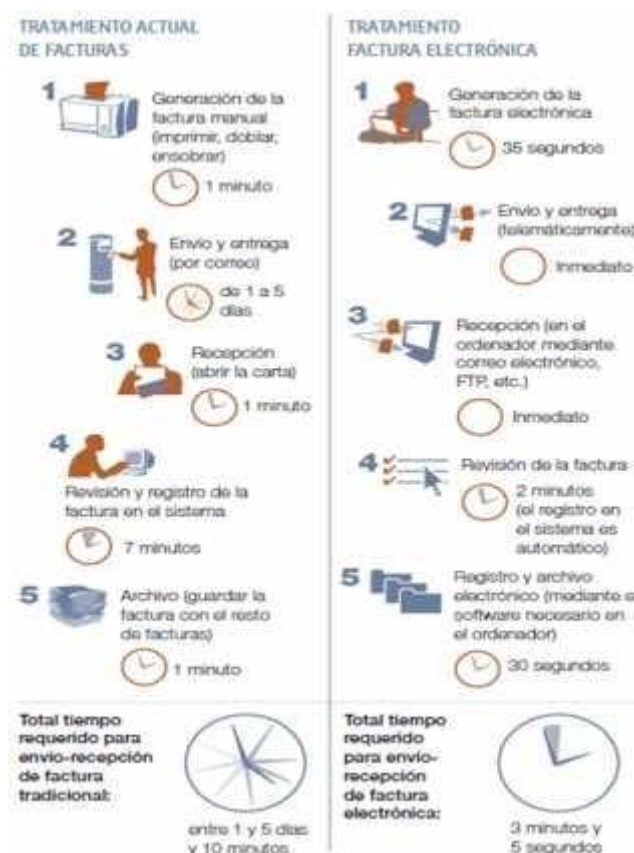 TRATAMIENTO ACTUAL
DE FACTURAS
1
Generación de la
factura manual
(imprimir, doblar,
ensobrar)
1 minuto
2
Envío y entrega
(por correo)
de 1 a 5
días
3
Recepción
(abrir la carta)
1 minuto
4
Revisión y registro de la
factura en el sistema
7 minutos
5
Archivo (guardar la
factura con el resto
de facturas)
1 minuto
Total tiempo
requerido para
envío-recepción
de factura
tradicional:
entre 1 y 5 días
y 10 minutos
TRATAMIENTO
FACTURA ELECTRÓNICA
1
Generación de la
factura electrónica
35 segundos
2
Envío y entrega
(telemáticamente)
Inmediato
3
Recepción (en el
ordenador mediante
correo electrónico,
FTP, etc.)
Inmediato
4
Revisión de la factura
2 minutos
(el registro en
el sistema es
automático)
5
Registro y archivo
electrónico (mediante el
software necesario en
el ordenador)
30 segundos
Total tiempo
requerido
para envío-
recepción
de factura
electrónica:
3 minutos y
5 segundos